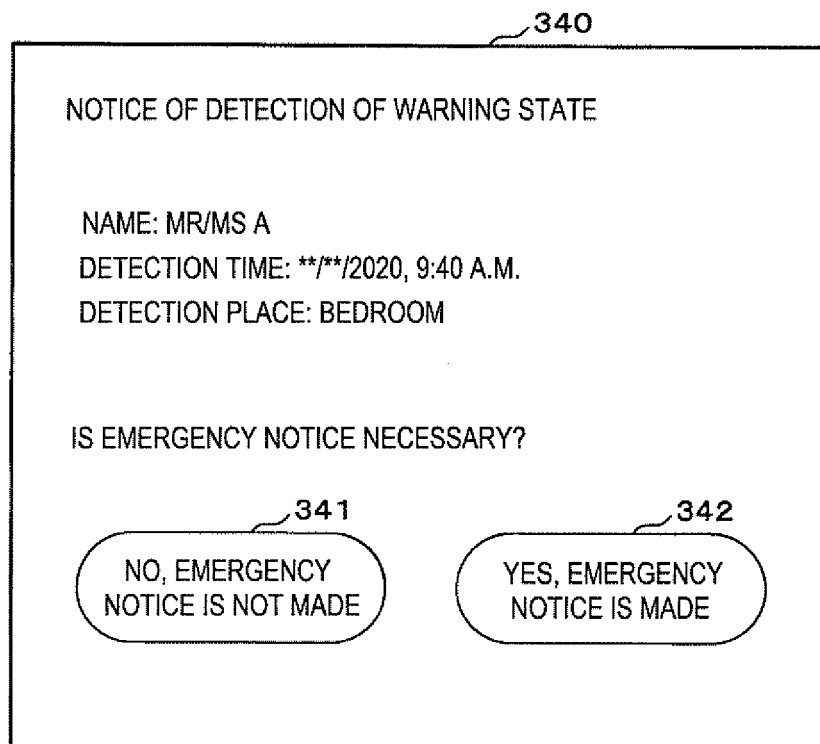 340
NOTICE OF DETECTION OF WARNING STATE
NAME: MR/MS A
DETECTION TIME: **/**/2020, 9:40 A.M.
DETECTION PLACE: BEDROOM
IS EMERGENCY NOTICE NECESSARY?
341
NO, EMERGENCY
NOTICE IS NOT MADE
342
YES, EMERGENCY
NOTICE IS MADE